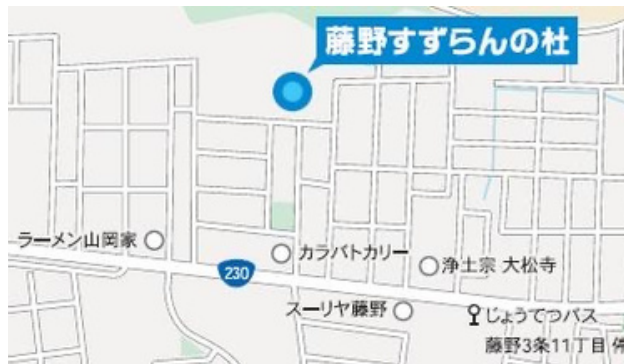 藤野すずらんの杜
ラーメン山岡家
カラバトカリー
230
浄土宗 大松寺
スーリヤ藤野
じょうてつバス
藤野3条11丁目